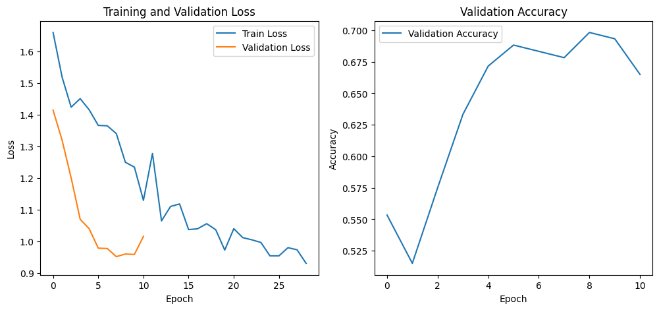 Training and Validation Loss
Train Loss
Validation Loss
Loss
1.6
1.5
1.4
1.3
1.2
1.1
1.0
0.9
0 5 10 15 20 25
Epoch
Validation Accuracy
Validation Accuracy
Accuracy
0.700
0.675
0.650
0.625
0.600
0.575
0.550
0.525
0 2 4 6 8 10
Epoch